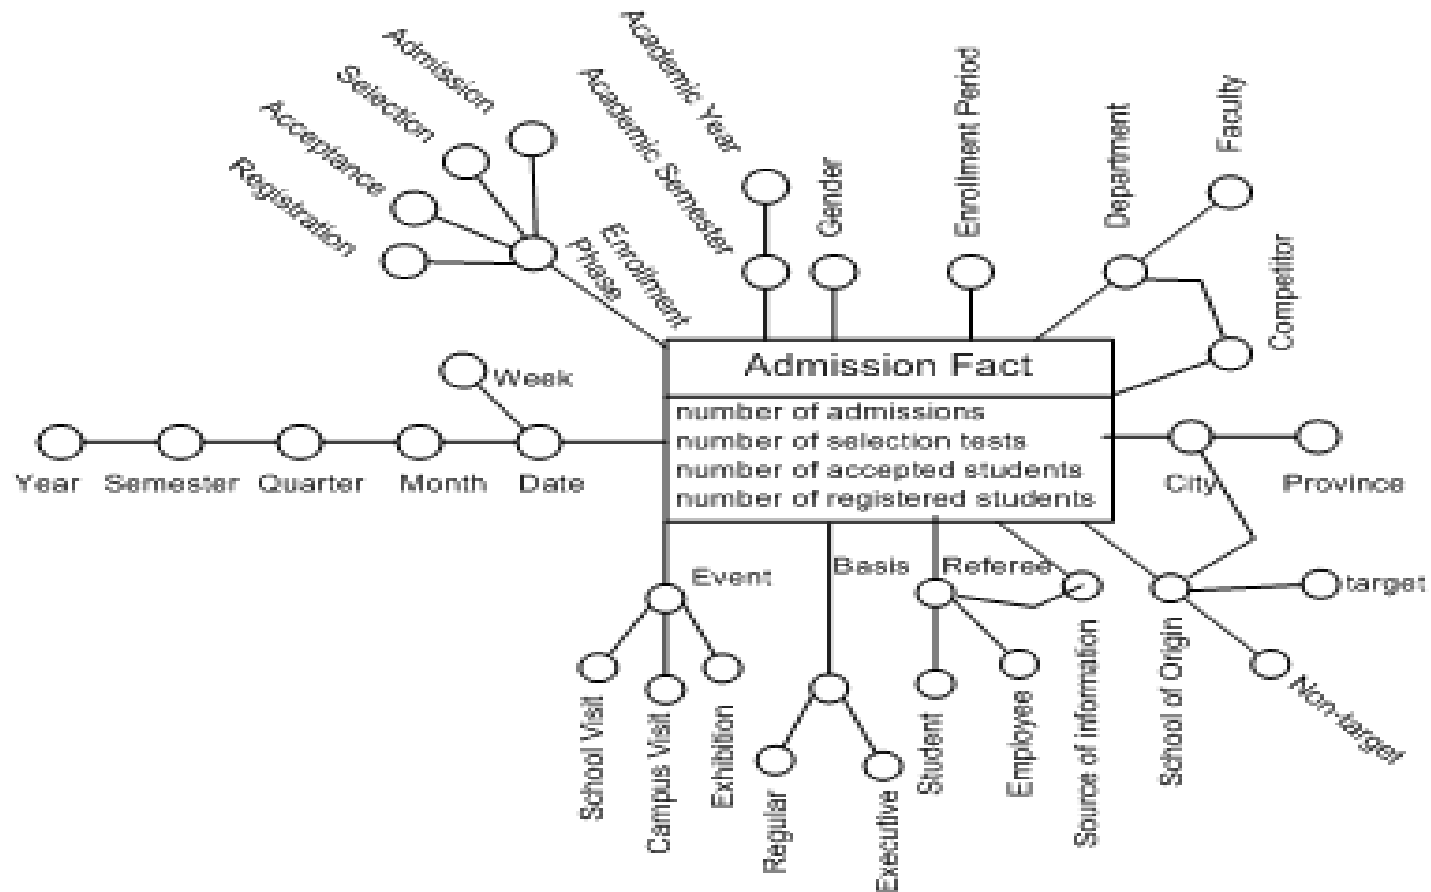 Admission
Selection
Acceptance
Registration
Enrollment
Phase
Academic Year
Academic Semester
Gender
Enrollment Period
Department
Faculty
Competitor
Admission Fact
number of admissions
number of selection tests
number of accepted students
number of registered students
Week
Year
Semester
Quarter
Month
Date
City
Province
Event
Basis
Referee
target
Non-target
School Visit
Campus Visit
Exhibition
Regular
Executive
Student
Employee
Source of information
School of Origin